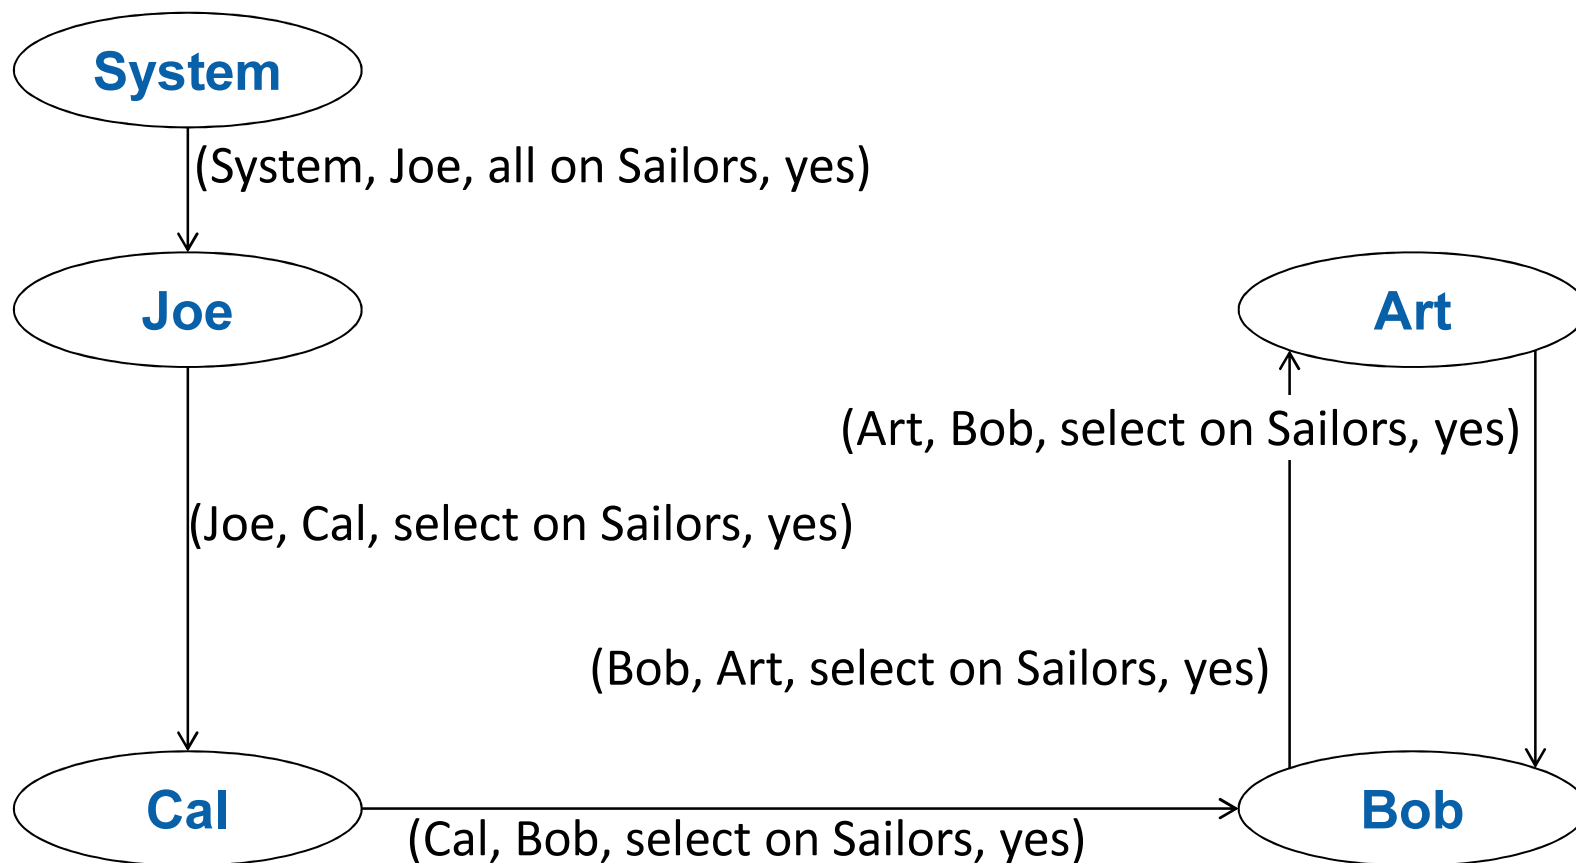 System
(System, Joe, all on Sailors, yes)
Joe
Art
(Art, Bob, select on Sailors, yes)
(Joe, Cal, select on Sailors, yes)
(Bob, Art, select on Sailors, yes)
Cal
Bob
(Cal, Bob, select on Sailors, yes)